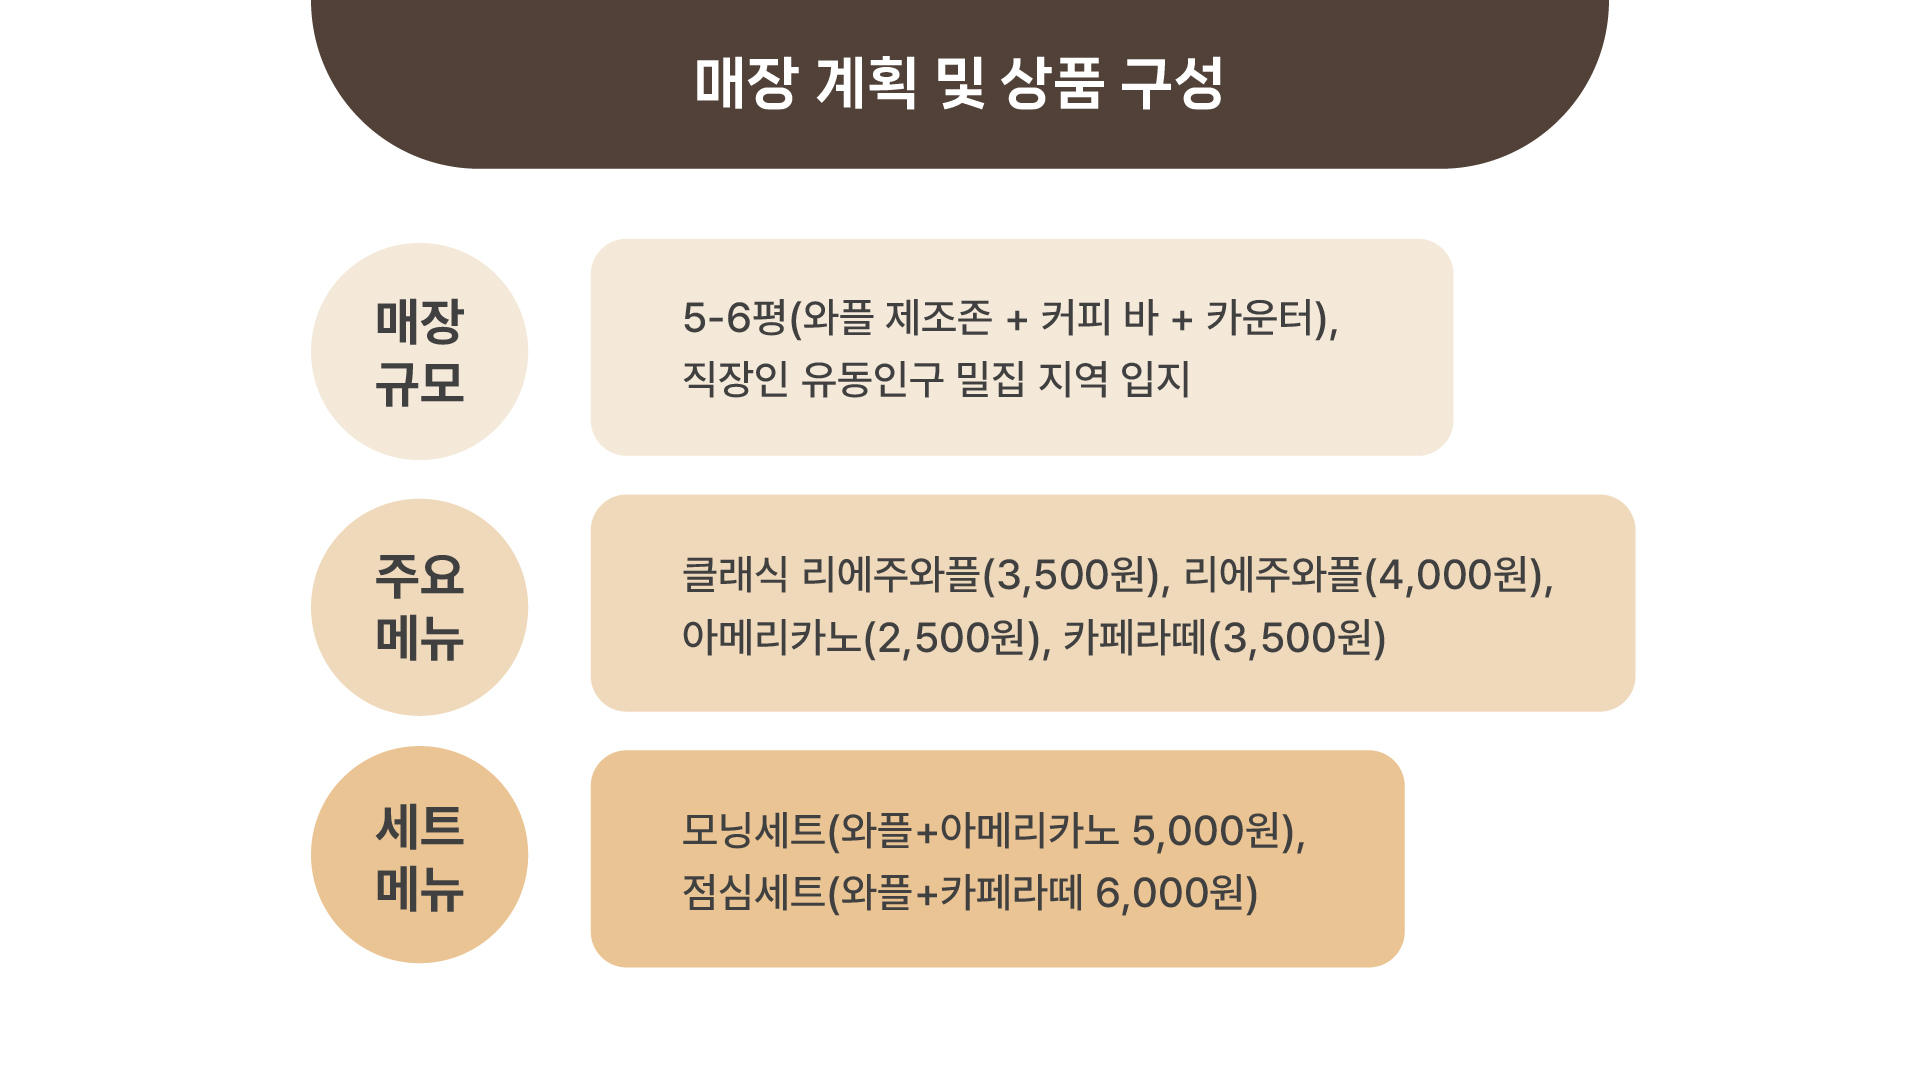 매장 계획 및 상품 구성
매장
규모
5-6평(와플 제조존 + 커피 바 + 카운터),
직장인 유동인구 밀집 지역 입지
주요
메뉴
클래식 리에주와플(3,500원), 리에주와플(4,000원),
아메리카노(2,500원), 카페라떼(3,500원)
세트
메뉴
모닝세트(와플+아메리카노 5,000원),
점심세트(와플+카페라떼 6,000원)